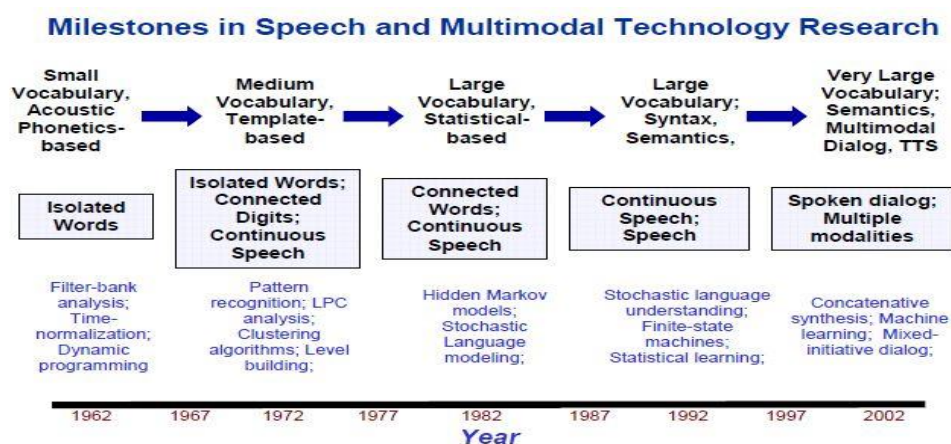 Milestones in Speech and Multimodal Technology Research
Small
Vocabulary,
Acoustic
Phonetics-
based
Medium
Vocabulary,
Template-
based
Large
Vocabulary,
Statistical-
based
Large
Vocabulary;
Syntax,
Semantics,
Very Large
Vocabulary;
Semantics,
Multimodal
Dialog, TTS
Isolated
Words
Isolated Words;
Connected
Digits;
Continuous
Speech
Connected
Words;
Continuous
Speech
Continuous
Speech;
Speech
Spoken dialog;
Multiple
modalities
Filter-bank
analysis;
Time-
normalization;
Dynamic
programming
Pattern
recognition; LPC
analysis;
Clustering
algorithms; Level
building;
Hidden Markov
models;
Stochastic
Language
modeling;
Stochastic language
understanding;
Finite-state
machines;
Statistical learning;
Concatenative
synthesis; Machine
learning; Mixed-
initiative dialog;
1962 1967 1972 1977 1982 1987 1992 1997 2002
Year